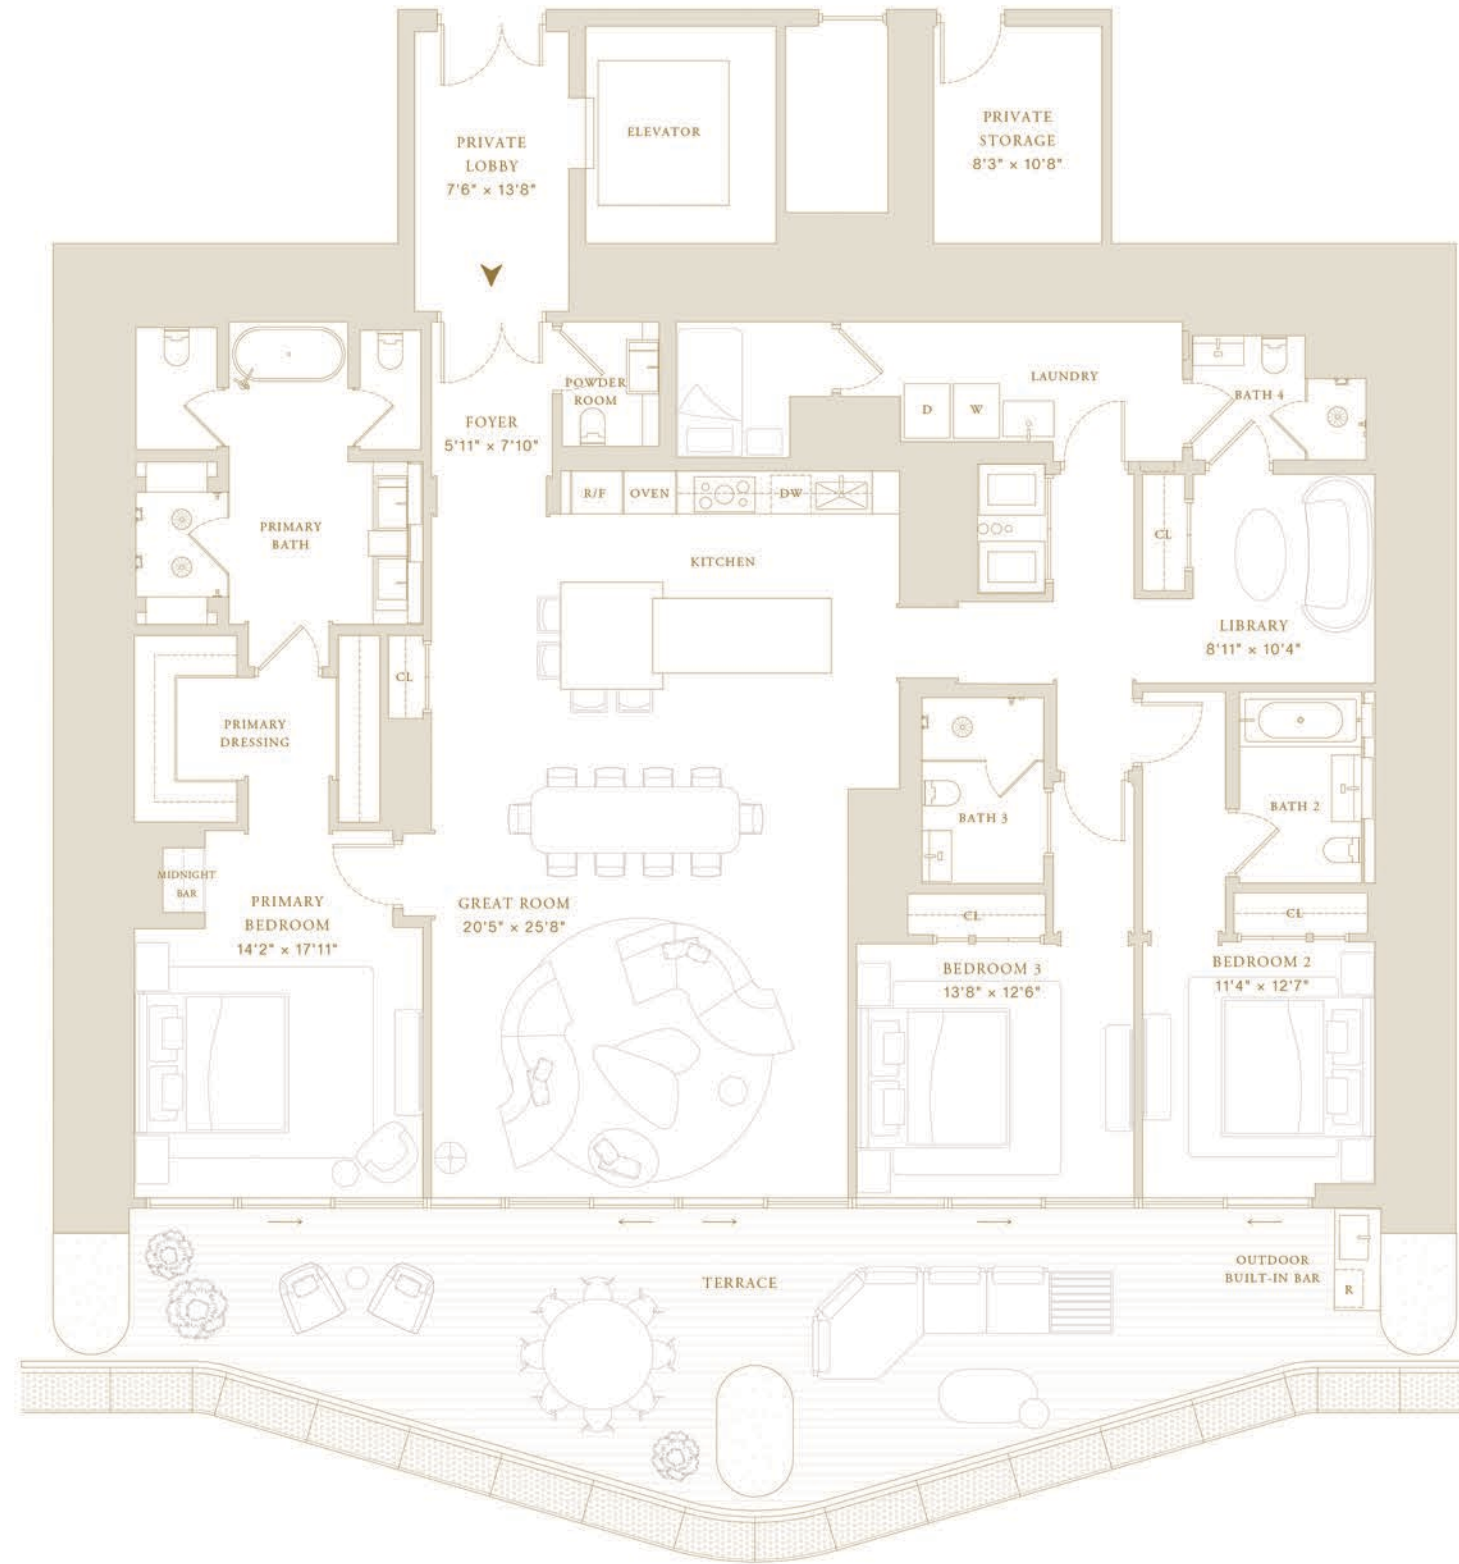 PRIVATE
LOBBY
7'6" × 13'8"
ELEVATOR
PRIVATE
STORAGE
8'3" × 10'8"
POWDER
ROOM
FOYER
5'11" × 7'10"
LAUNDRY
D
W
BATH 4
R/F
OVEN
DW
KITCHEN
CL
PRIMARY
BATH
LIBRARY
8'11" × 10'4"
CL
PRIMARY
DRESSING
BATH 3
BATH 2
MIDNIGHT
BAR
PRIMARY
BEDROOM
14'2" × 17'11"
GREAT ROOM
20'5" × 25'8"
CL
CL
BEDROOM 3
13'8" × 12'6"
BEDROOM 2
11'4" × 12'7"
TERRACE
OUTDOOR
BUILT-IN BAR
R